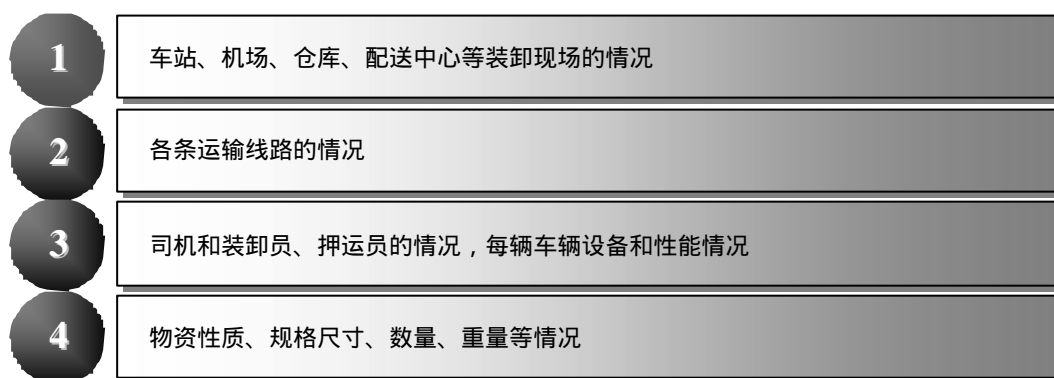 1
车站、机场、仓库、配送中心等装卸现场的情况
2
各条运输线路的情况
3
司机和装卸员、押运员的情况，每辆车辆设备和性能情况
4
物资性质、规格尺寸、数量、重量等情况